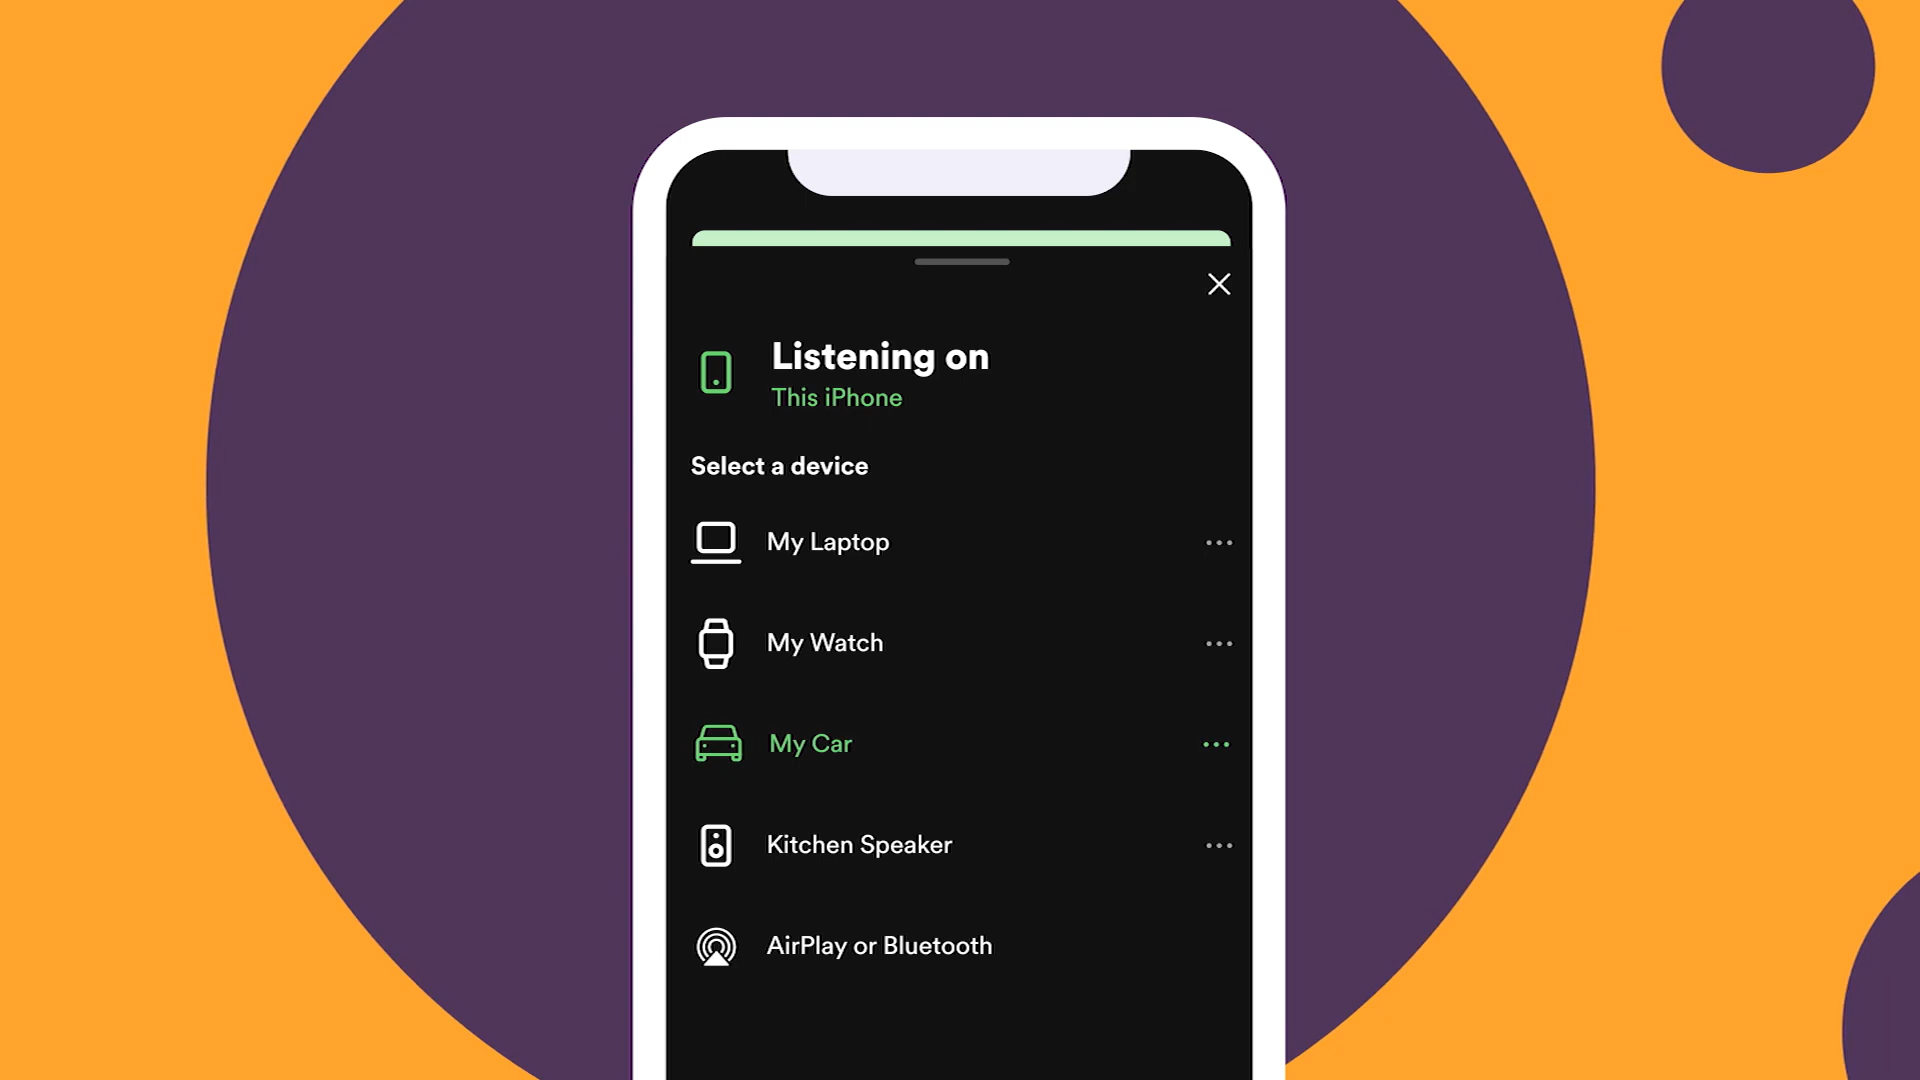 Listening on
This iPhone
Select a device
My Laptop
My Watch
My Car
Kitchen Speaker
AirPlay or Bluetooth